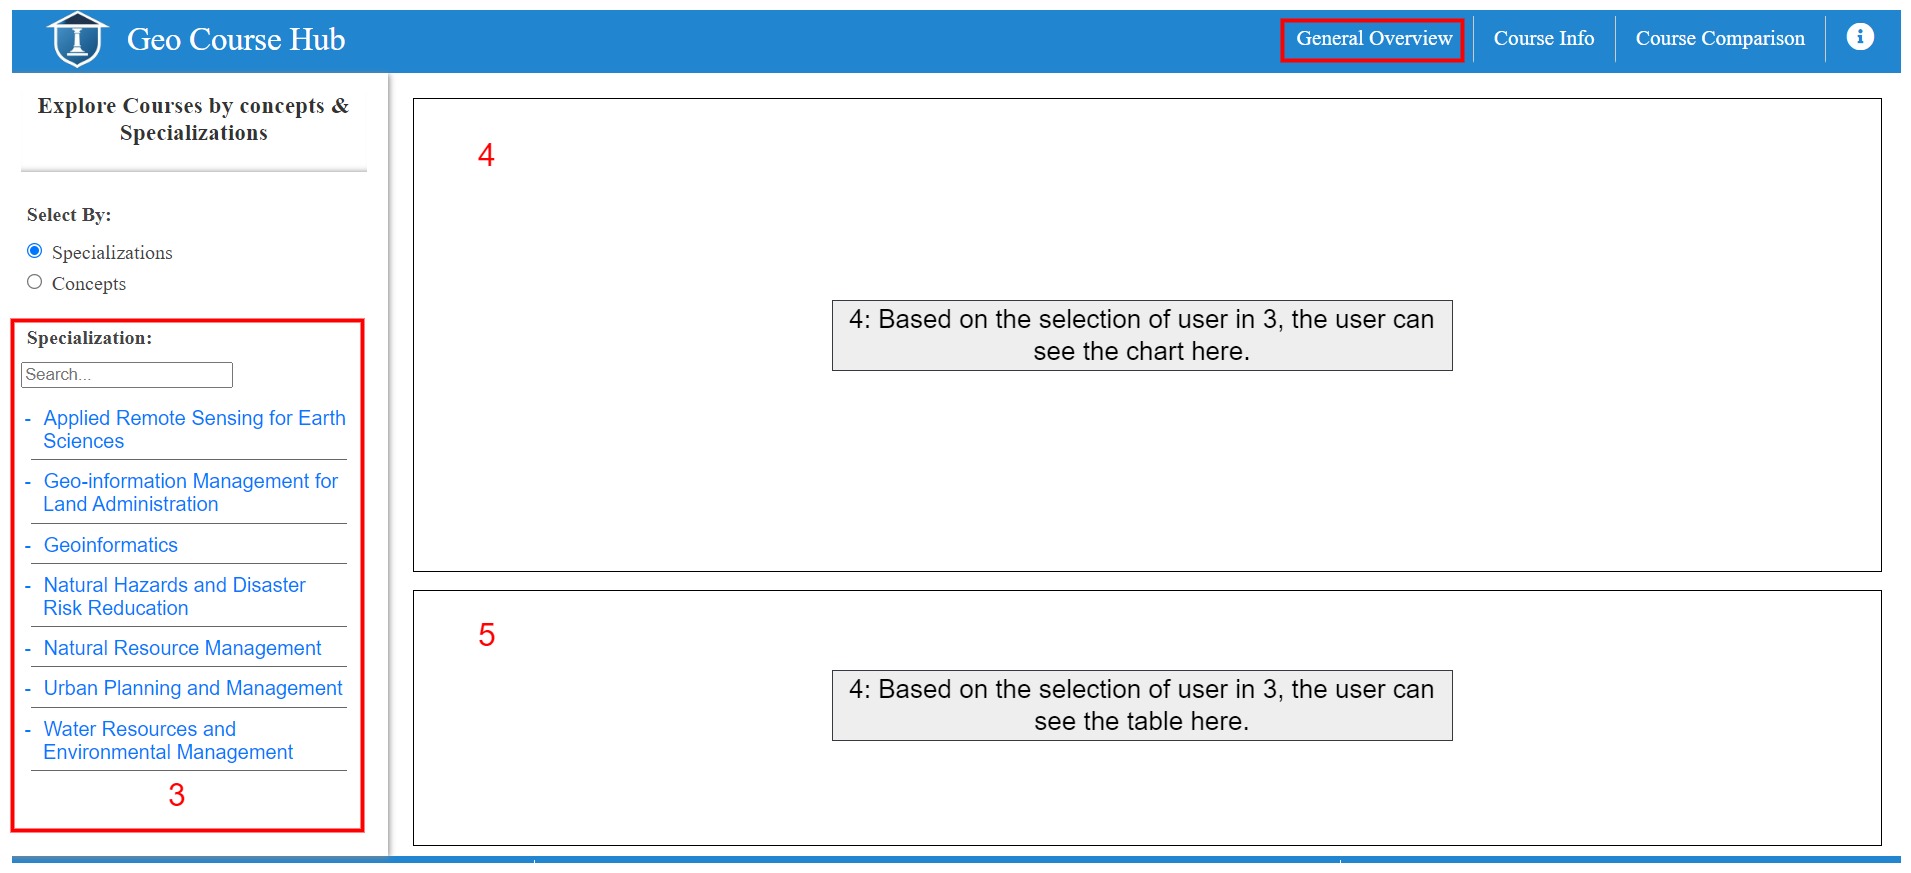 Geo Course Hub
General Overview
Course Info
Course Comparison
i
Explore Courses by concepts &
Specializations
Select By:
Specializations
Concepts
Specialization:
Search...
- Applied Remote Sensing for Earth
Sciences
- Geo-information Management for
Land Administration
- Geoinformatics
- Natural Hazards and Disaster
Risk Reducation
- Natural Resource Management
- Urban Planning and Management
- Water Resources and
Environmental Management
3
4
4: Based on the selection of user in 3, the user can
see the chart here.
5
4: Based on the selection of user in 3, the user can
see the table here.